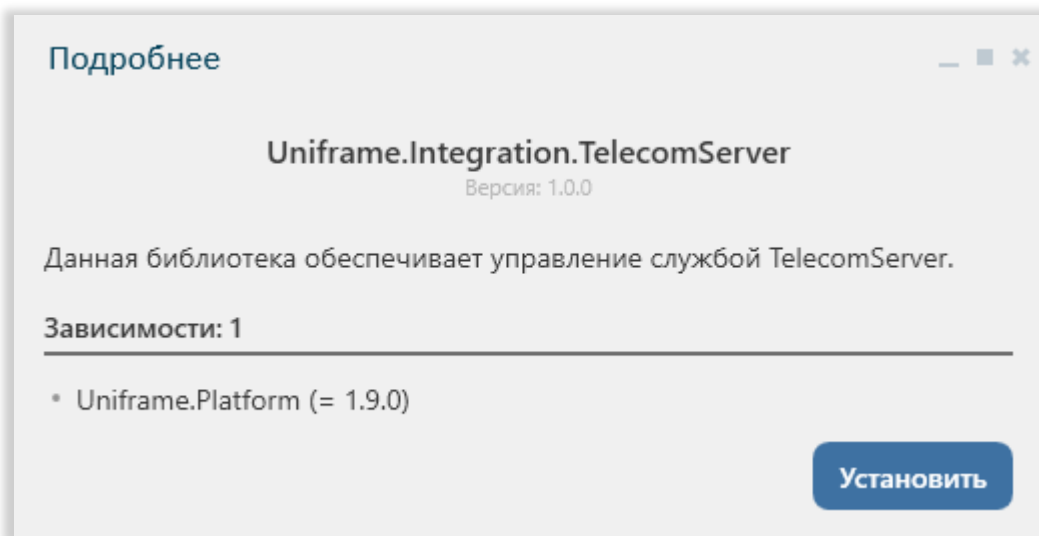 Подробнее
Uniframe.Integration.TelecomServer
Версия: 1.0.0
Данная библиотека обеспечивает управление службой TelecomServer.
Зависимости: 1
• Uniframe.Platform (= 1.9.0)
Установить